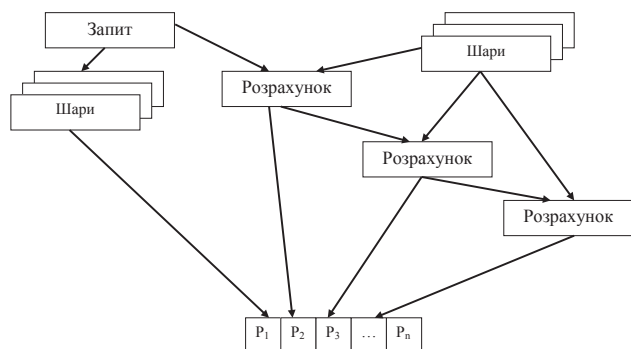 Запит
Шари
Шари
Розрахунок
Розрахунок
Розрахунок
P1 P2 P3 … Pn